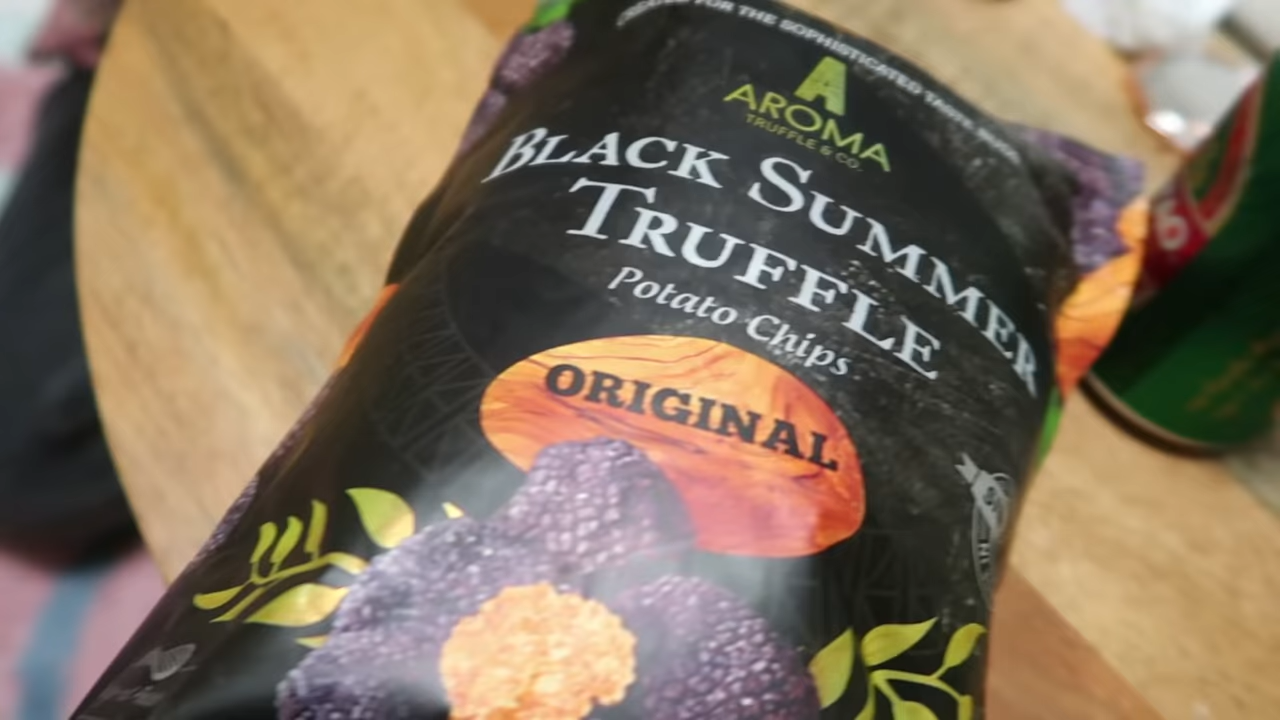 FOR THE SOPHISTICATED TASTE
AROMA
TRUFFLE & CO.
BLACK SUMMER
TRUFFLE
Potato Chips
ORIGINAL